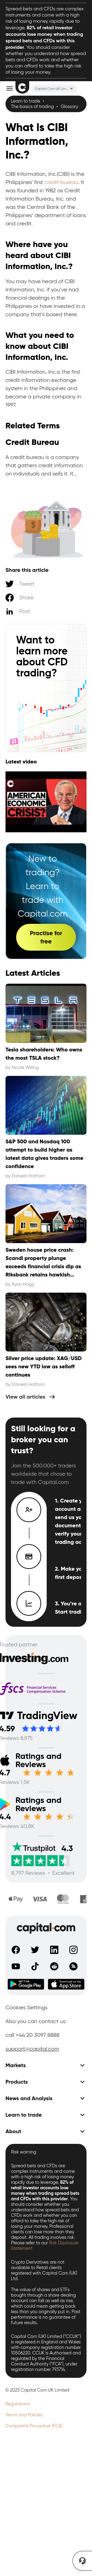 Spread bets and CFDs are complex
instruments and come with a
high risk of losing money rapidly
due to leverage. 82% of retail
investor accounts lose money
when trading spread bets and
CFDs with this provider. You
should consider whether you
understand how spread bets and
CFDs work and whether you can
afford to take the high risk of
losing your money.
Capital Com UK Lim...
Learn to trade •
The basics of trading • Glossary
What is CIBI
Information,
Inc.?
CIBI Information, Inc.(CIBI) is the
Philippines' first credit bureau. It
was founded in 1982 as Credit
Information Bureau, Inc. and
the Central Bank of the
Philippines' department of loans
and credit.
Where have you
heard about CIBI
Information, Inc.?
You may have heard of CIBI
Information, Inc. if you've had
financial dealings in the
Philippines or have invested in a
company that's based there.
What you need to
know about CIBI
Information, Inc.
CIBI Information, Inc.is the first
credit information agency in the
Philippines.It became a private
company in 1997.
Related Terms
Credit Bureau
A credit bureau is a company
that gathers credit information
on individuals and sells it. It...
Share this article
Tweet
Share
Post
Want to
learn more
about CFD
trading?
Latest video
AMERICAN
ECONOMIC
CRISIS?
New to
trading?
Learn to
trade with
Capital.com
Practise for
free
Latest Articles
TESLA
Tesla shareholders: Who owns
the most TSLA stock?
by Nicole Willing
S&P 500 and Nasdaq 100
attempt to build higher as
latest data gives traders some
confidence
by Daniela Hathorn
Sweden house price crash:
Scandi property plunge
exceeds financial crisis dip as
Riksbank retains hawkish...
by Ryan Hogg
Silver price update: XAG/USD
sees new YTD low as selloff
continues
by Daniela Hathorn
View all articles →
Still looking for a
broker you can
trust?
Join the 500,000+ traders
worldwide that chose to
trade with Capital.com
1. Create y
account a
send us yo
documen
verify your
trading ac
2. Make yo
first depos
3. You're a
Start tradi
Trusted partner
Investing.com
fscs
Financial Services
Compensation Scheme
TradingView
4.59
Reviews 8,975
Ratings and
Reviews
4.7
Reviews 1,5K
Ratings and
Reviews
4.4
Reviews 40,8K
Trustpilot 4.3
8,797 Reviews • Excellent
Pay
VISA
mastercard
capital.com
GET IT ON
Google Play
Download on the
App Store
Cookies Settings
You also can contact us:
call +44 20 3097 8888
support@capital.com
Markets
Products
News and Analysis
Learn to trade
About
Risk warning
Spread bets and CFDs are
complex instruments and come
with a high risk of losing money
rapidly due to leverage. 82% of
retail investor accounts lose
money when trading spread bets
and CFDs with this provider. You
should consider whether you
understand how spread bets and
CFDs work and whether you can
afford to take the high risk of
losing your money. Professional
clients can lose more than they
deposit. All trading involves risk.
Please refer to our Risk Disclosure
Statement
Crypto Derivatives are not
available to Retail clients
registered with Capital Com (UK)
Ltd.
The value of shares and ETFs
bought through a share dealing
account can fall as well as rise,
which could mean getting back
less than you originally put in. Past
performance is no guarantee of
future results.
Capital Com (UK) Limited ("CCUK")
is registered in England and Wales
with company registration number
10506220. CCUK is Authorised and
regulated by the Financial
Conduct Authority ("FCA"), under
registration number 793714.
© 2023 Capital Com UK Limited
Regulations
Terms and Policies
Complaints Procedure (FCA)